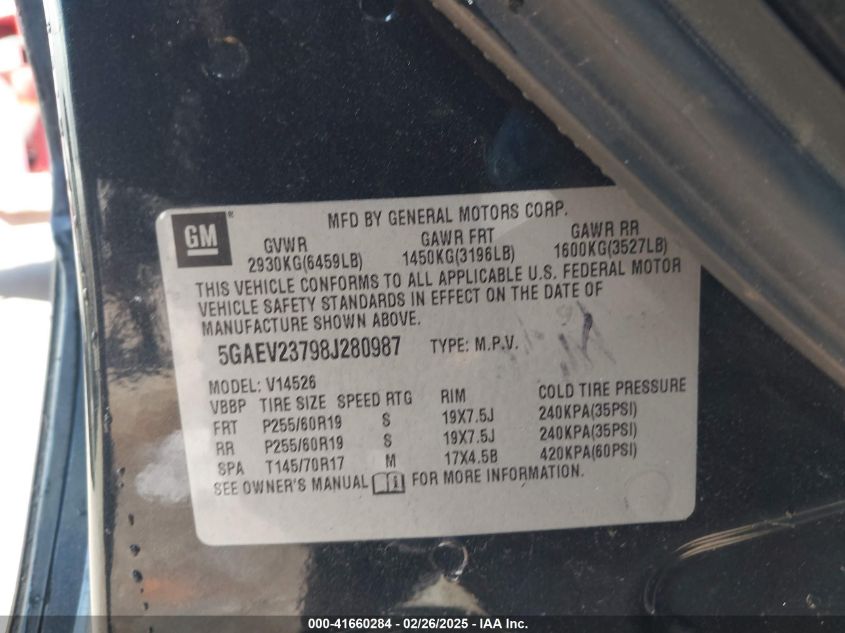 GM
MFD BY GENERAL MOTORS CORP.
GVWR GAWR FRT GAWR RR
2930KG(6459LB) 1450KG(3196LB) 1600KG(3527LB)
THIS VEHICLE CONFORMS TO ALL APPLICABLE U.S. FEDERAL MOTOR
VEHICLE SAFETY STANDARDS IN EFFECT ON THE DATE OF
MANUFACTURE SHOWN ABOVE.
5GAEV23798J280987 TYPE: M.P.V.
MODEL: V14526
VBBP TIRE SIZE SPEED RTG RIM COLD TIRE PRESSURE
FRT P255/60R19 S 19X7.5J 240KPA(35PSI)
RR P255/60R19 S 19X7.5J 240KPA(35PSI)
SPA T145/70R17 M 17X4.5B 420KPA(60PSI)
SEE OWNER'S MANUAL FOR MORE INFORMATION.
000-41660284 / 02/26/2025 - IAA Inc.